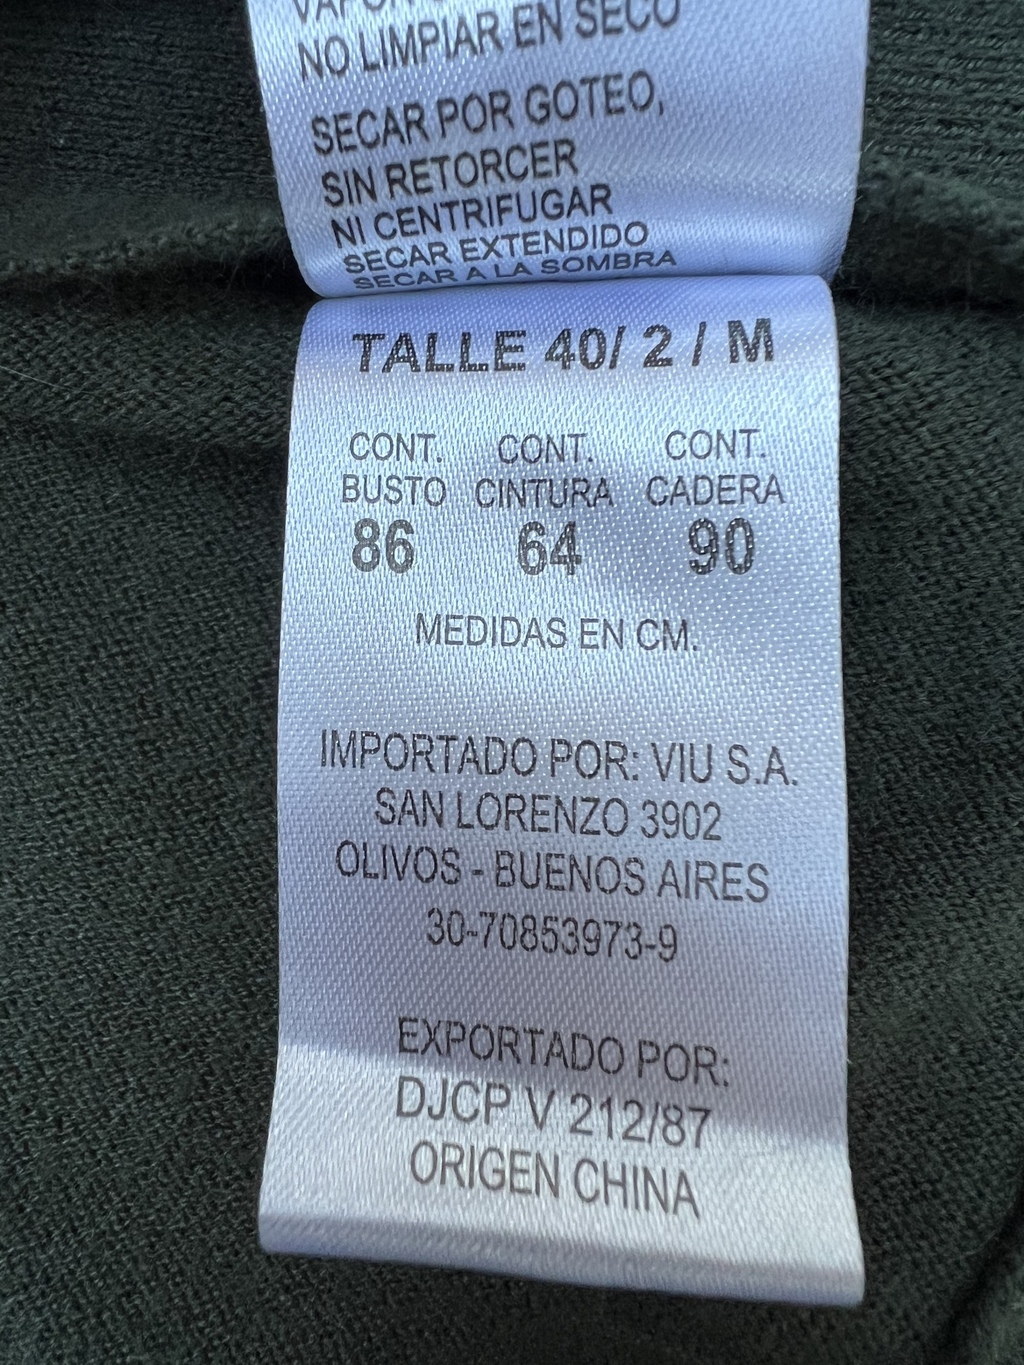 NO LIMPIAR EN SECO
SECAR POR GOTEO,
SIN RETORCER
NI CENTRIFUGAR
SECAR EXTENDIDO
SECAR A LA SOMBRA
TALLE 40/ 2 / M
CONT. CONT. CONT.
BUSTO CINTURA CADERA
86 64 90
MEDIDAS EN CM.
IMPORTADO POR: VIU S.A.
SAN LORENZO 3902
OLIVOS - BUENOS AIRES
30-70853973-9
EXPORTADO POR:
DJCP V 212/87
ORIGEN CHINA